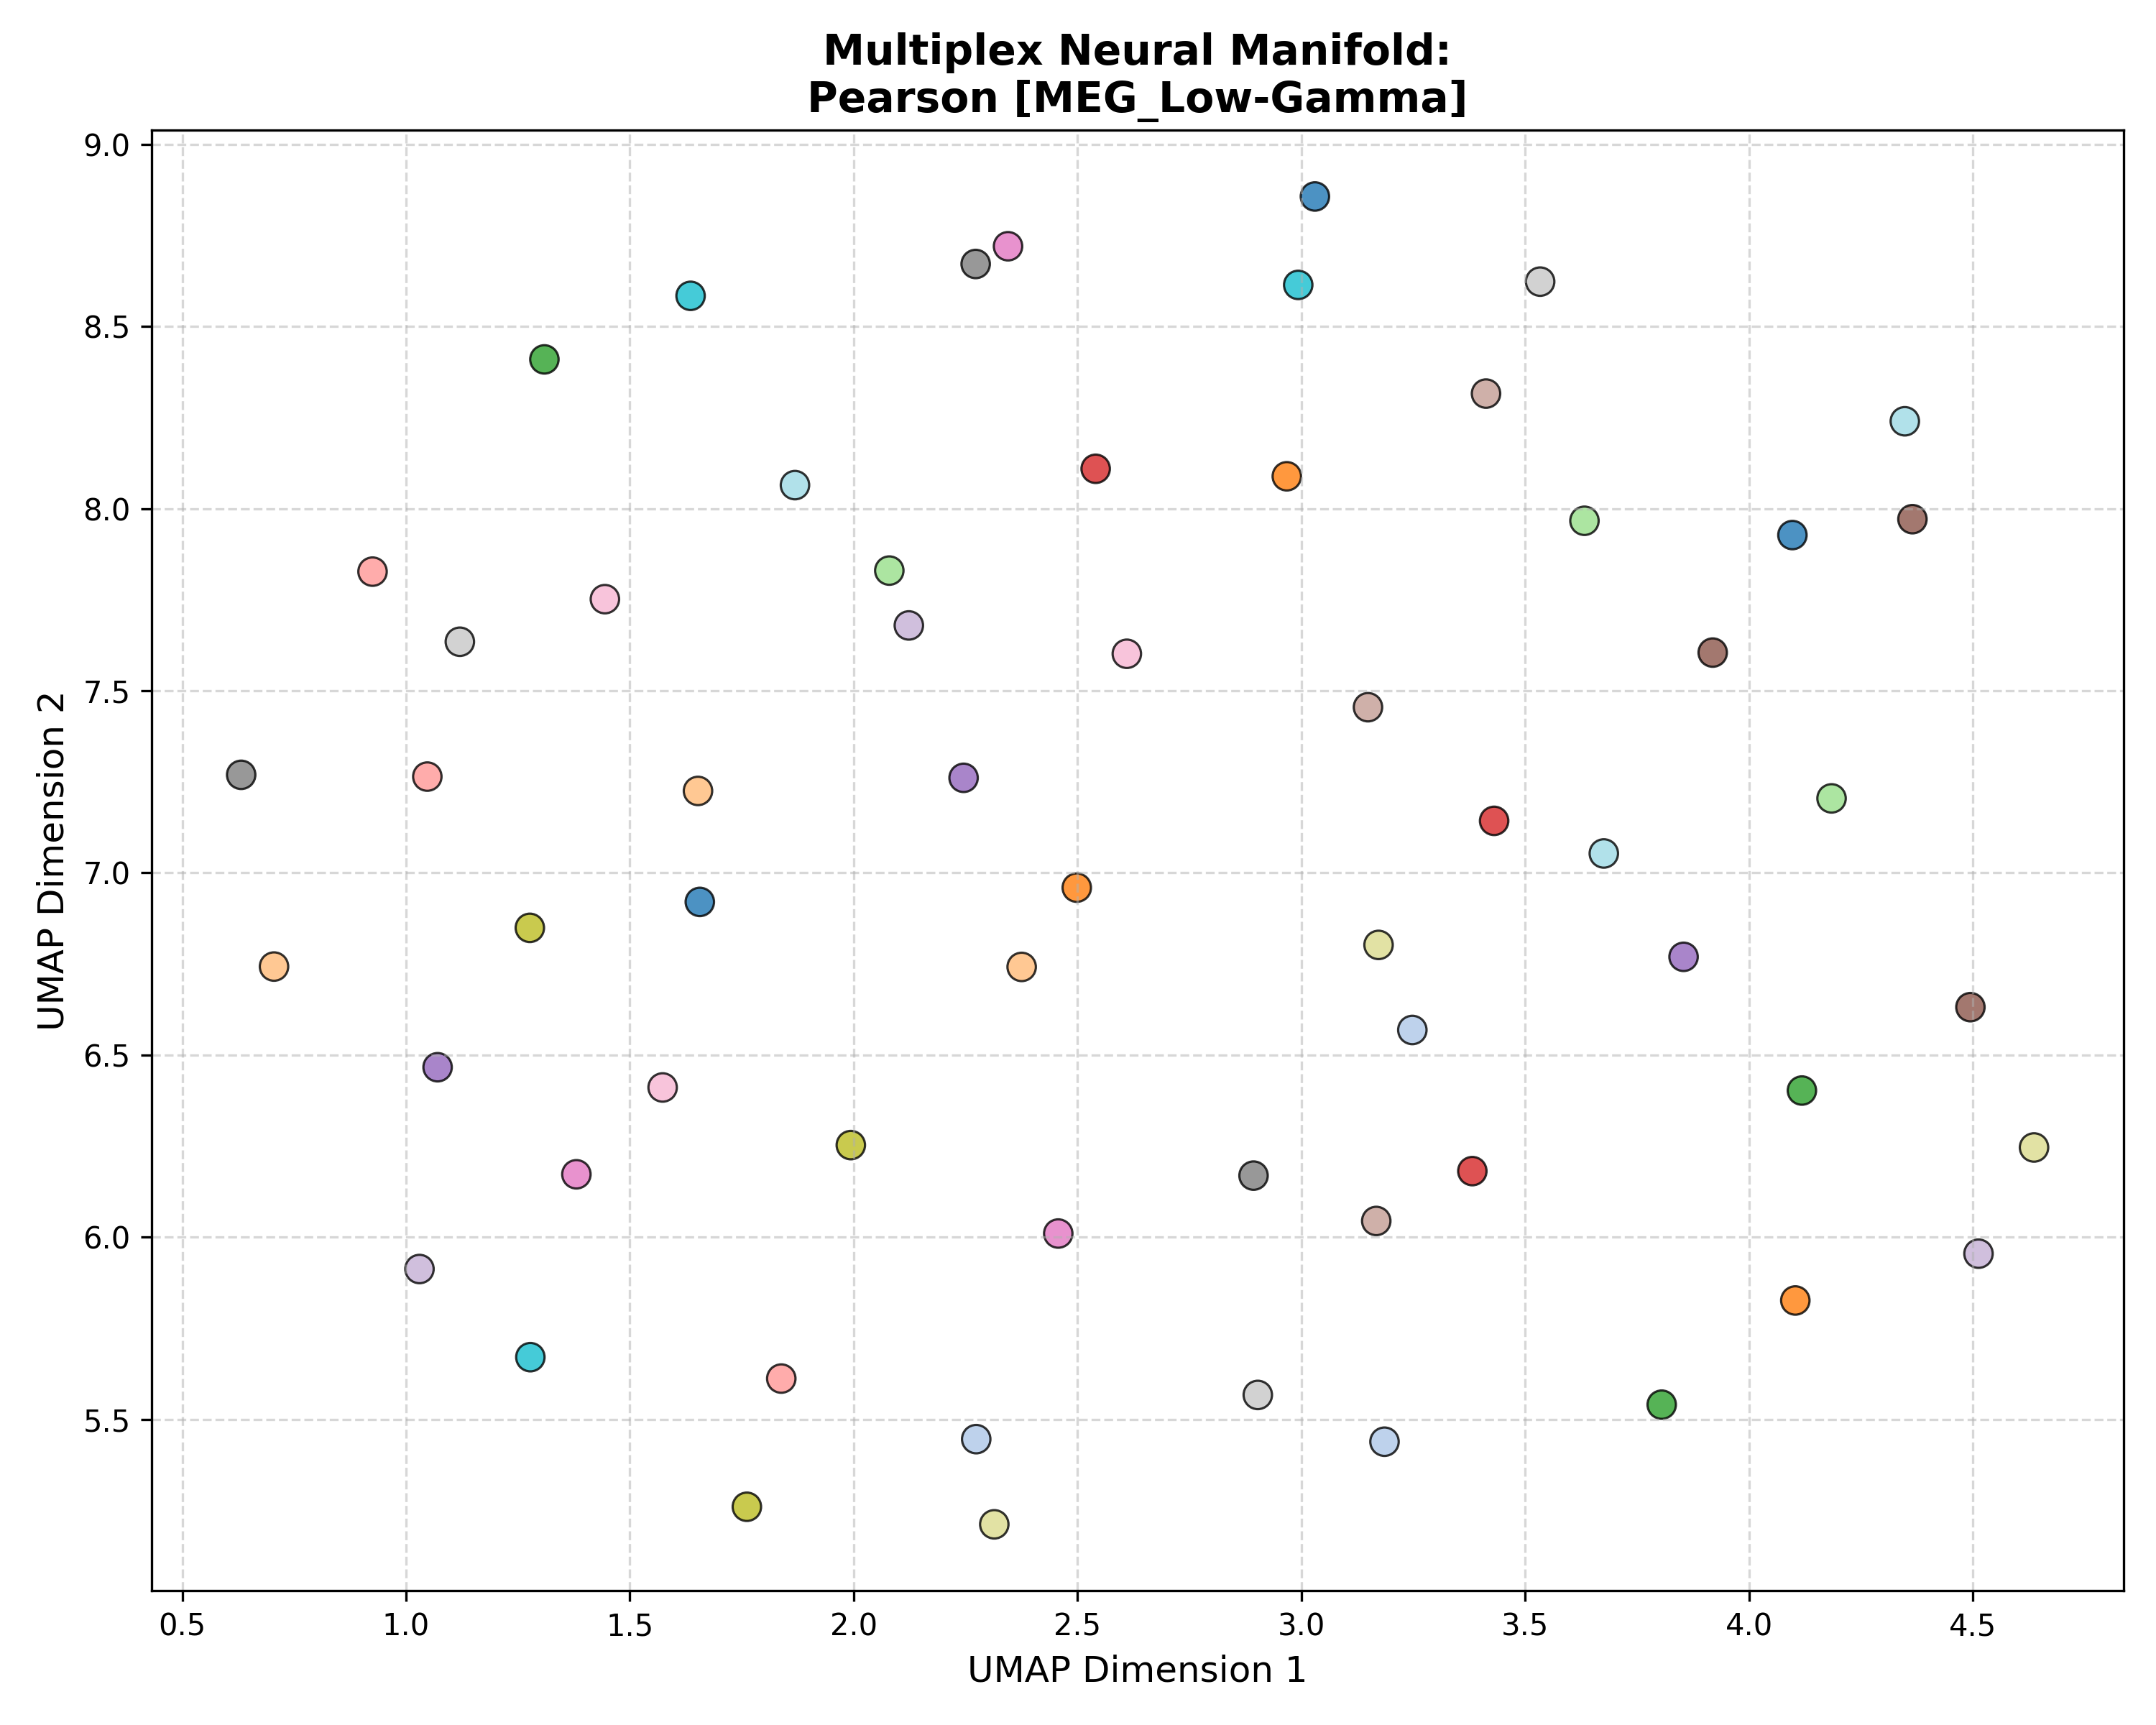 Multiplex Neural Manifold:
Pearson [MEG_Low-Gamma]
9.0
8.5
8.0
7.5
7.0
6.5
6.0
5.5
UMAP Dimension 2
0.5 1.0 1.5 2.0 2.5 3.0 3.5 4.0 4.5
UMAP Dimension 1